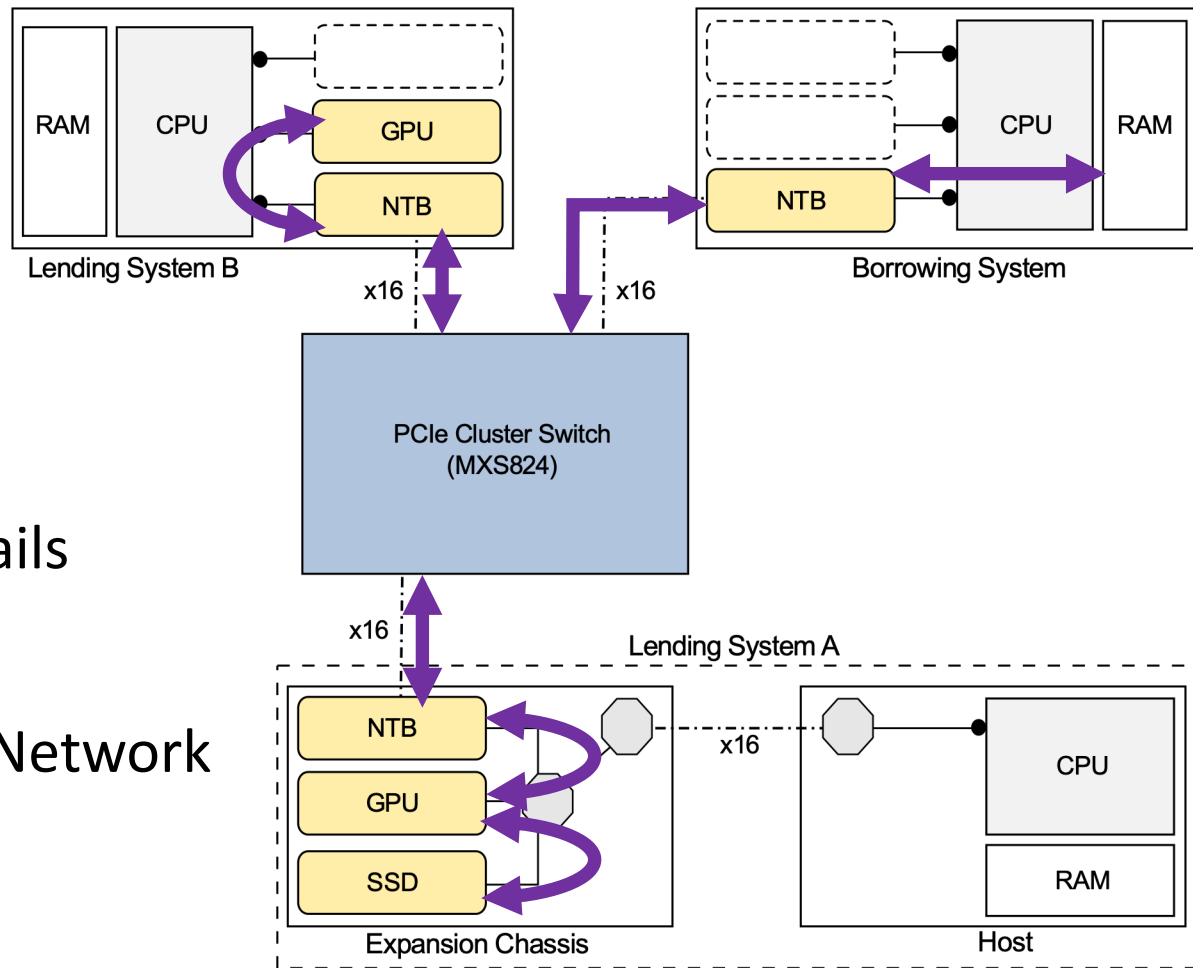 RAM
CPU
GPU
NTB
Lending System B
x16
CPU
RAM
NTB
Borrowing System
x16
PCIe Cluster Switch
(MXS824)
ails
x16
Lending System A
Network
NTB
GPU
SSD
Expansion Chassis
x16
CPU
RAM
Host